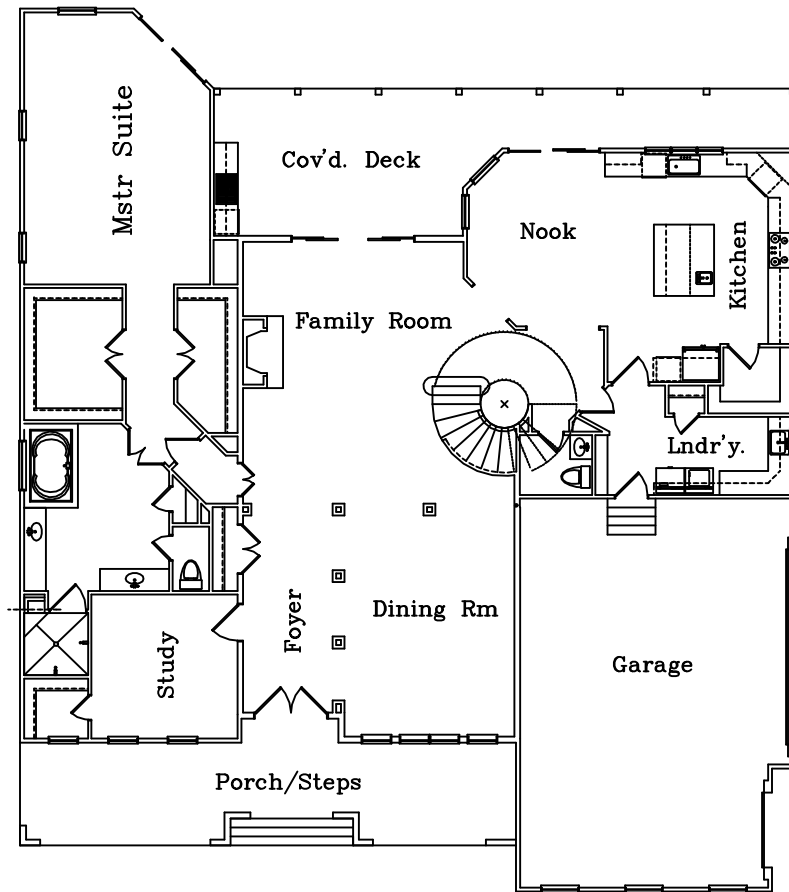 Mstr Suite
Cov'd. Deck
Nook
Kitchen
Family Room
Lndr'y.
Foyer
Dining Rm
Study
Garage
Porch/Steps